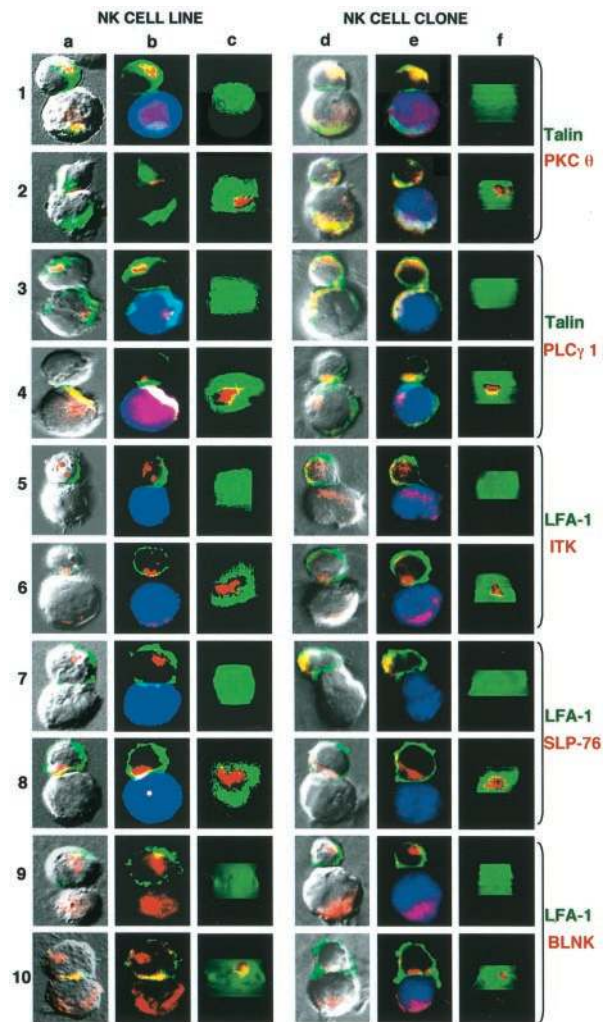 NK CELL LINE NK CELL CLONE
a b c d e f
1
Talin
PKC θ
2
3
Talin
PLCγ 1
4
5
LFA-1
ITK
6
7
LFA-1
SLP-76
8
9
LFA-1
BLNK
10